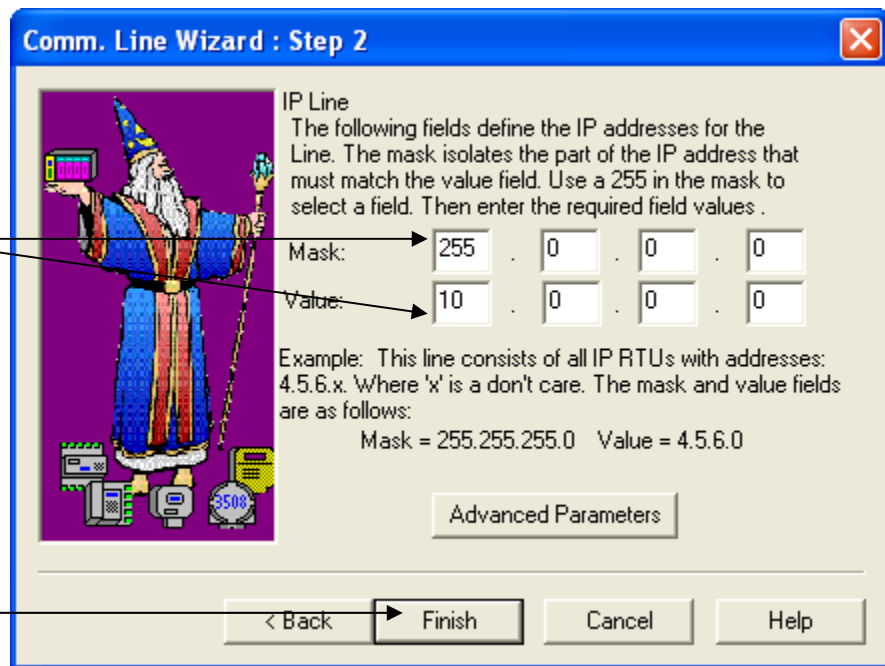 Comm. Line Wizard : Step 2
IP Line
The following fields define the IP addresses for the
Line. The mask isolates the part of the IP address that
must match the value field. Use a 255 in the mask to
select a field. Then enter the required field values .
Mask: 255 . 0 . 0 . 0
Value: 10 . 0 . 0 . 0
Example: This line consists of all IP RTUs with addresses:
4.5.6.x. Where 'x' is a don't care. The mask and value fields
are as follows:
Mask = 255.255.255.0 Value = 4.5.6.0
3508
Advanced Parameters
< Back Finish Cancel Help